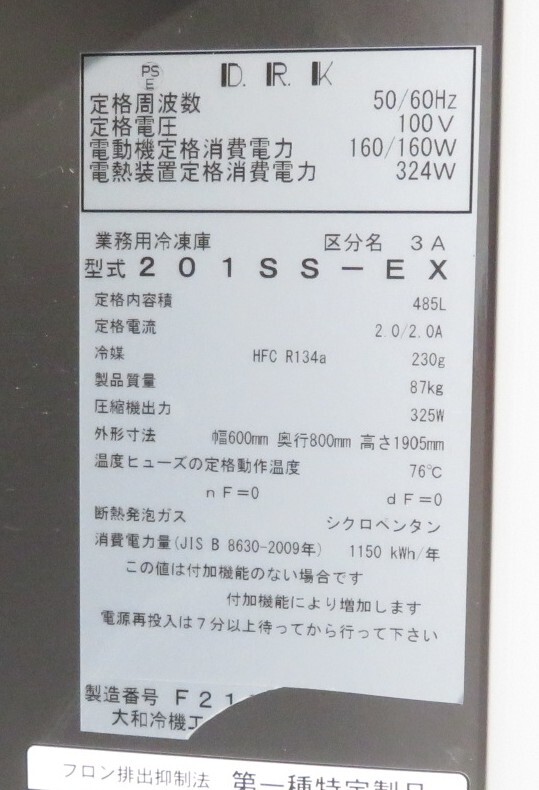 PS
E
D. R. K
定格周波数 50/60Hz
定格電圧 100V
電動機定格消費電力 160/160W
電熱装置定格消費電力 324W
業務用冷凍庫 区分名 3A
型式 201SS-EX
定格内容積 485L
定格電流 2.0/2.0A
冷媒 HFC R134a 230g
製品質量 87kg
圧縮機出力 325W
外形寸法 幅600mm 奥行800mm 高さ1905mm
温度ヒューズの定格動作温度 76℃
nF=0 dF=0
断熱発泡ガス シクロペンタン
消費電力量(JIS B 8630-2009年) 1150 kWh/年
この値は付加機能のない場合です
付加機能により増加します
電源再投入は7分以上待ってから行って下さい
製造番号 F21
大和冷機工
フロン排出抑制法 第一種特定製品